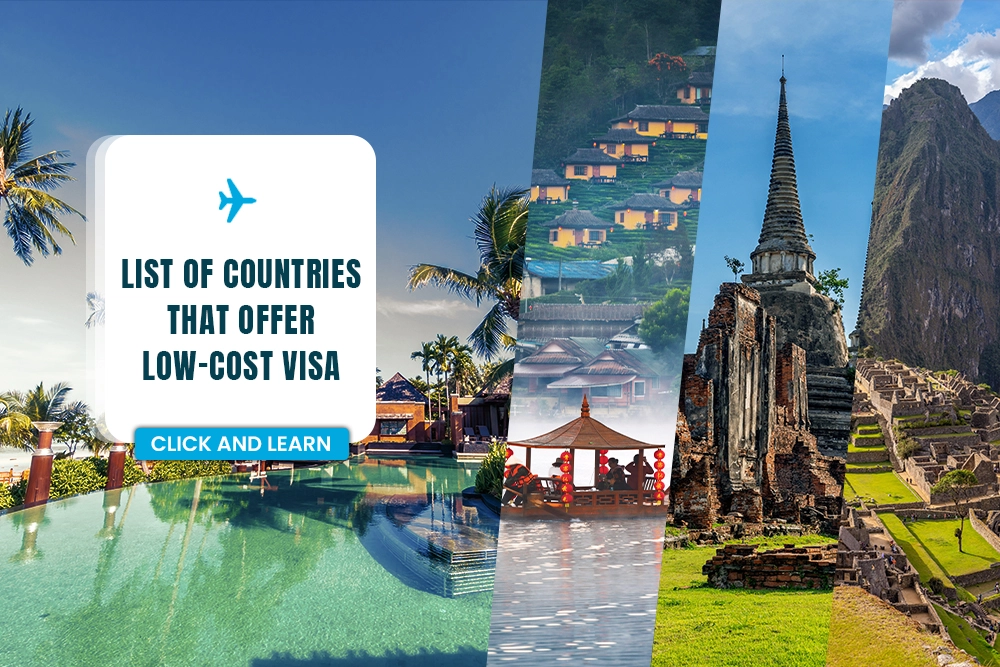 LIST OF COUNTRIES
THAT OFFER
LOW-COST VISA
CLICK AND LEARN